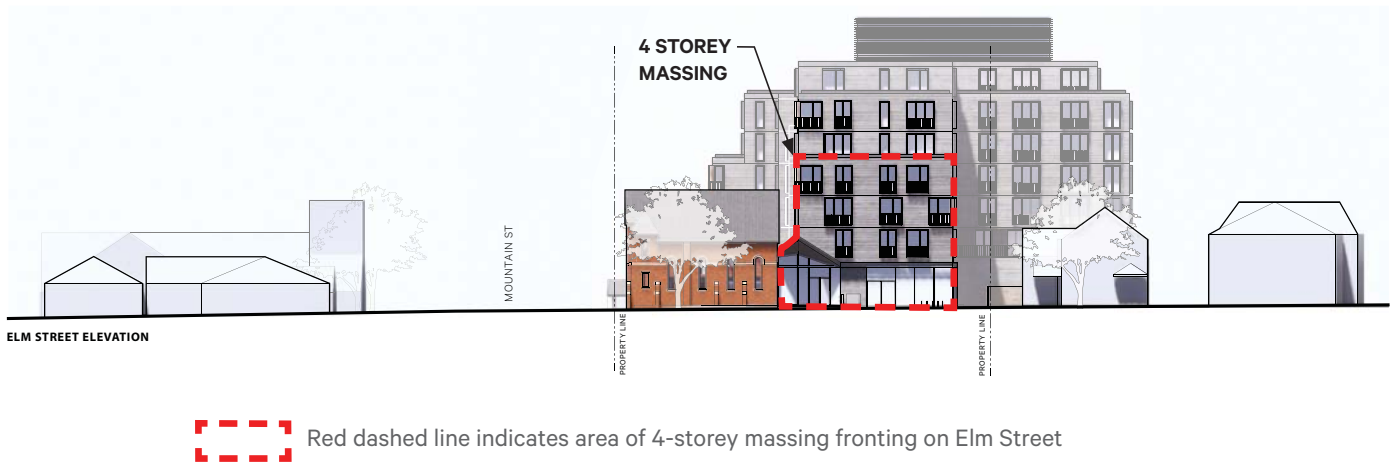 4 STOREY
MASSING
MOUNTAIN ST
PROPERTY LINE
PROPERTY LINE
ELM STREET ELEVATION
Red dashed line indicates area of 4-storey massing fronting on Elm Street